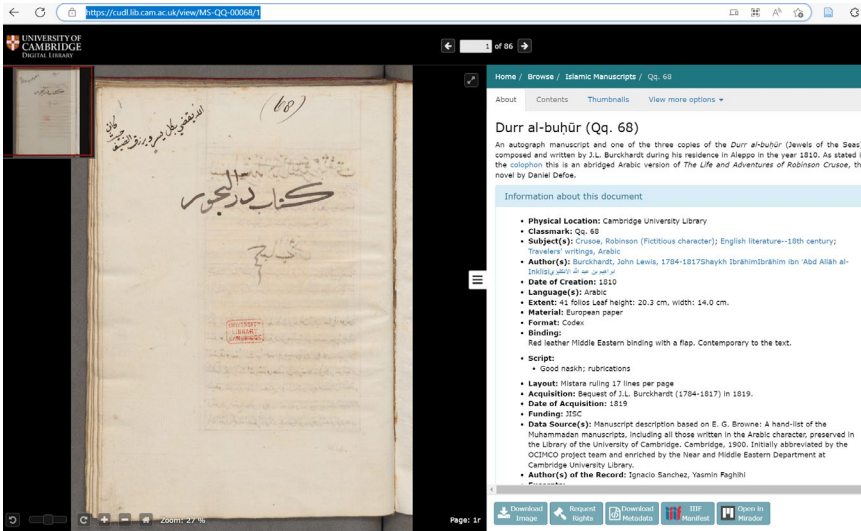 https://cudl.lib.cam.ac.uk/view/MS-QQ-00068/1
UNIVERSITY OF
CAMBRIDGE
DIGITAL LIBRARY
1 of 86
(68)
كتاب در البحور
UNIVERSITY
LIBRARY
CAMBRIDGE
Zoom: 27 %
Page: 1r
Home / Browse / Islamic Manuscripts / Qq. 68
About Contents Thumbnails View more options
Durr al-buḥūr (Qq. 68)
An autograph manuscript and one of the three copies of the Durr al-buḥūr (Jewels of the Seas)
composed and written by J.L. Burckhardt during his residence in Aleppo in the year 1810. As stated
the colophon this is an abridged Arabic version of The Life and Adventures of Robinson Crusoe, th
novel by Daniel Defoe.
Information about this document
Physical Location: Cambridge University Library
Classmark: Qq. 68
Subject(s): Crusoe, Robinson (Fictitious character); English literature--18th century;
Travelers' writings, Arabic
Author(s): Burckhardt, John Lewis, 1784-1817Shaykh IbrāhimIbrāhim ibn 'Abd Allāh al-
Inklisī ابراهيم بن عبد الله الانكليزي
Date of Creation: 1810
Language(s): Arabic
Extent: 41 folios Leaf height: 20.3 cm, width: 14.0 cm.
Material: European paper
Format: Codex
Binding:
Red leather Middle Eastern binding with a flap. Contemporary to the text.
Script:
Good naskh; rubrications
Layout: Mistara ruling 17 lines per page
Acquisition: Bequest of J.L. Burckhardt (1784-1817) in 1819.
Date of Acquisition: 1819
Funding: JISC
Data Source(s): Manuscript description based on E. G. Browne: A hand-list of the
Muhammadan manuscripts, including all those written in the Arabic character, preserved in
the Library of the University of Cambridge. Cambridge, 1900. Initially abbreviated by the
OCIMCO project team and enriched by the Near and Middle Eastern Department at
Cambridge University Library.
Author(s) of the Record: Ignacio Sanchez, Yasmin Faghihi
Download
Image
Request
Rights
Download
Metadata
IIIF
Manifest
Open in
Mirador